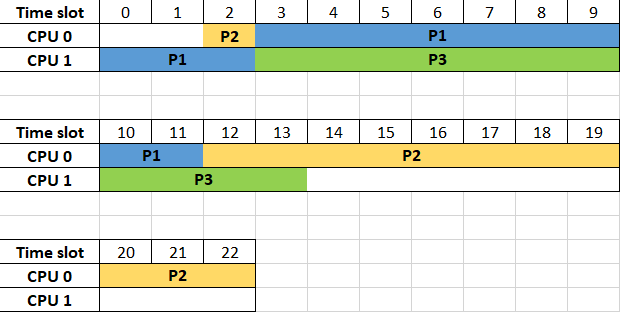 Time slot 0 1 2 3 4 5 6 7 8 9
CPU 0 P2 P1
CPU 1 P1 P3
Time slot 10 11 12 13 14 15 16 17 18 19
CPU 0 P1 P2
CPU 1 P3
Time slot 20 21 22
CPU 0 P2
CPU 1